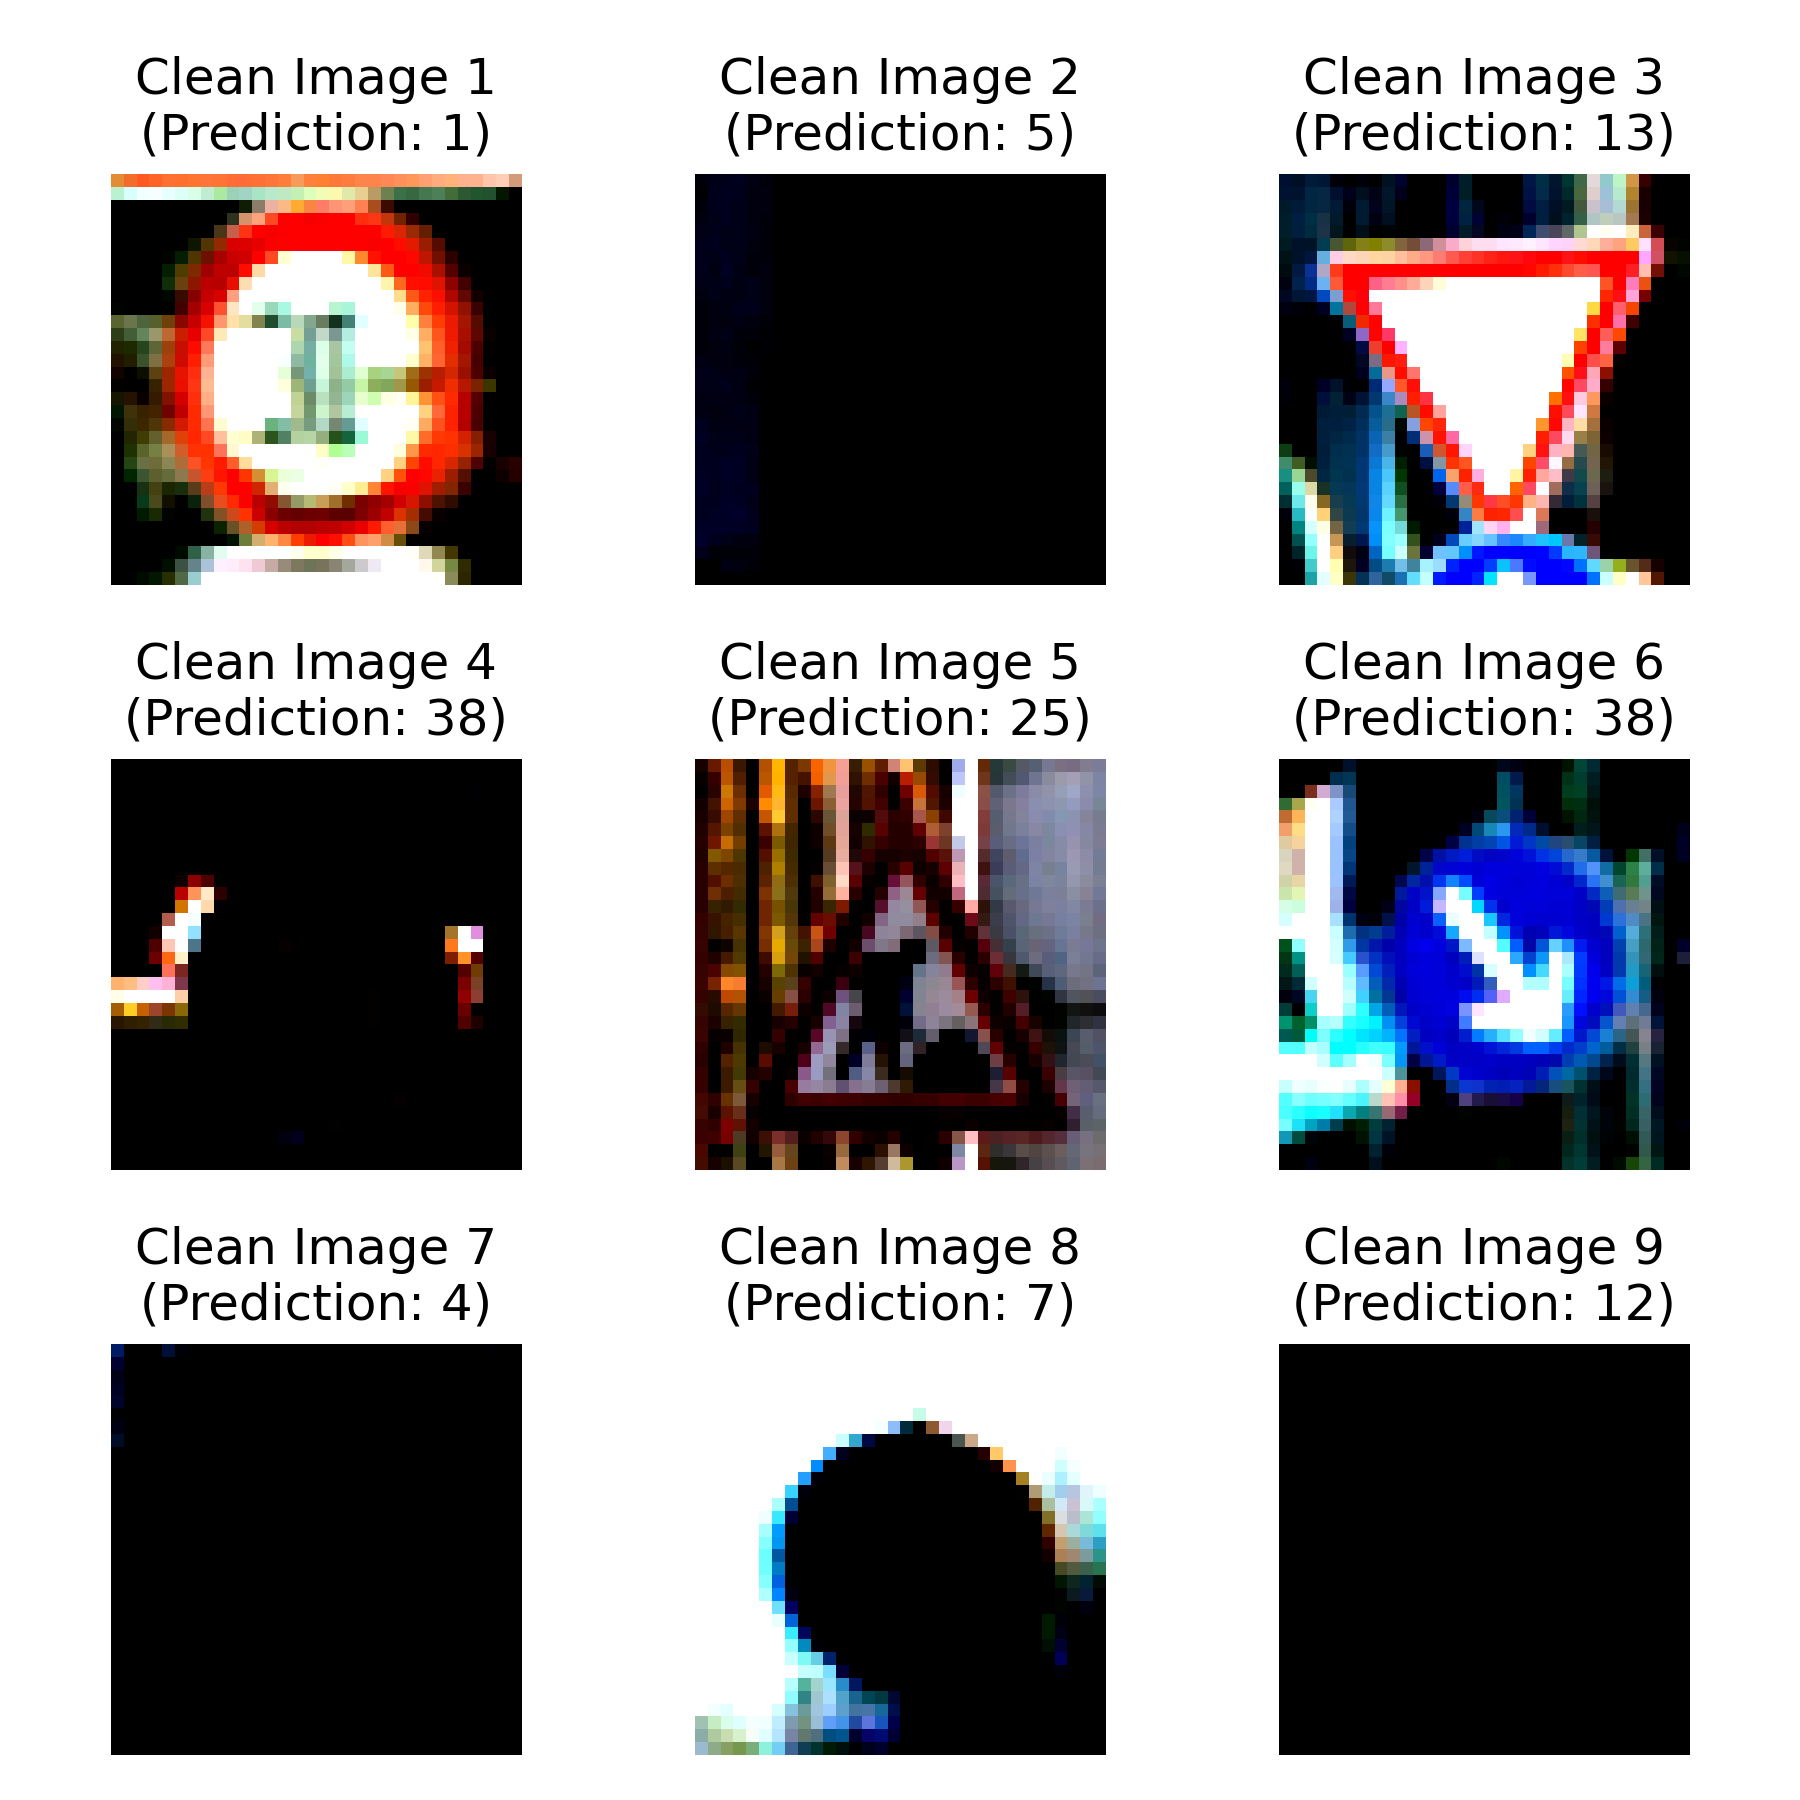 Clean Image 1
(Prediction: 1)
Clean Image 2
(Prediction: 5)
Clean Image 3
(Prediction: 13)
Clean Image 4
(Prediction: 38)
Clean Image 5
(Prediction: 25)
Clean Image 6
(Prediction: 38)
Clean Image 7
(Prediction: 4)
Clean Image 8
(Prediction: 7)
Clean Image 9
(Prediction: 12)